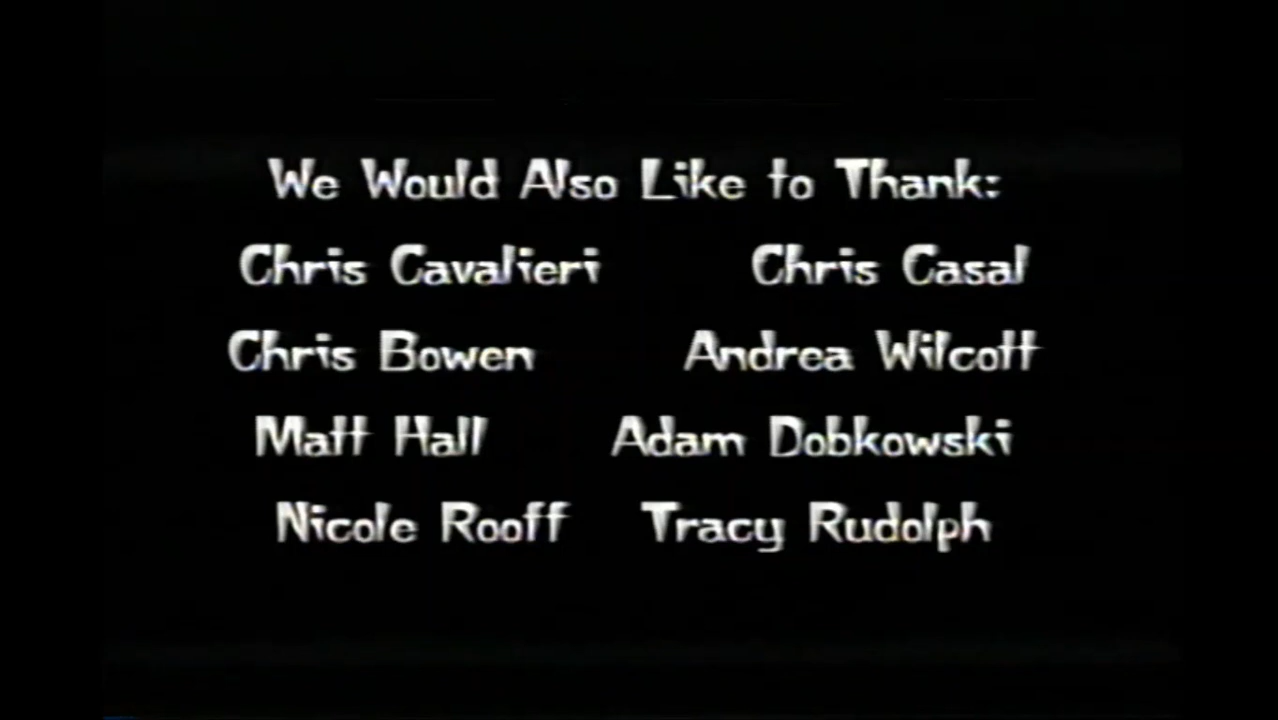 We Would Also Like to Thank:
Chris Cavalieri Chris Casal
Chris Bowen Andrea Wilcott
Matt Hall Adam Dobkowski
Nicole Rooff Tracy Rudolph